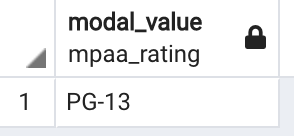 modal_value
mpaa_rating
1 PG-13